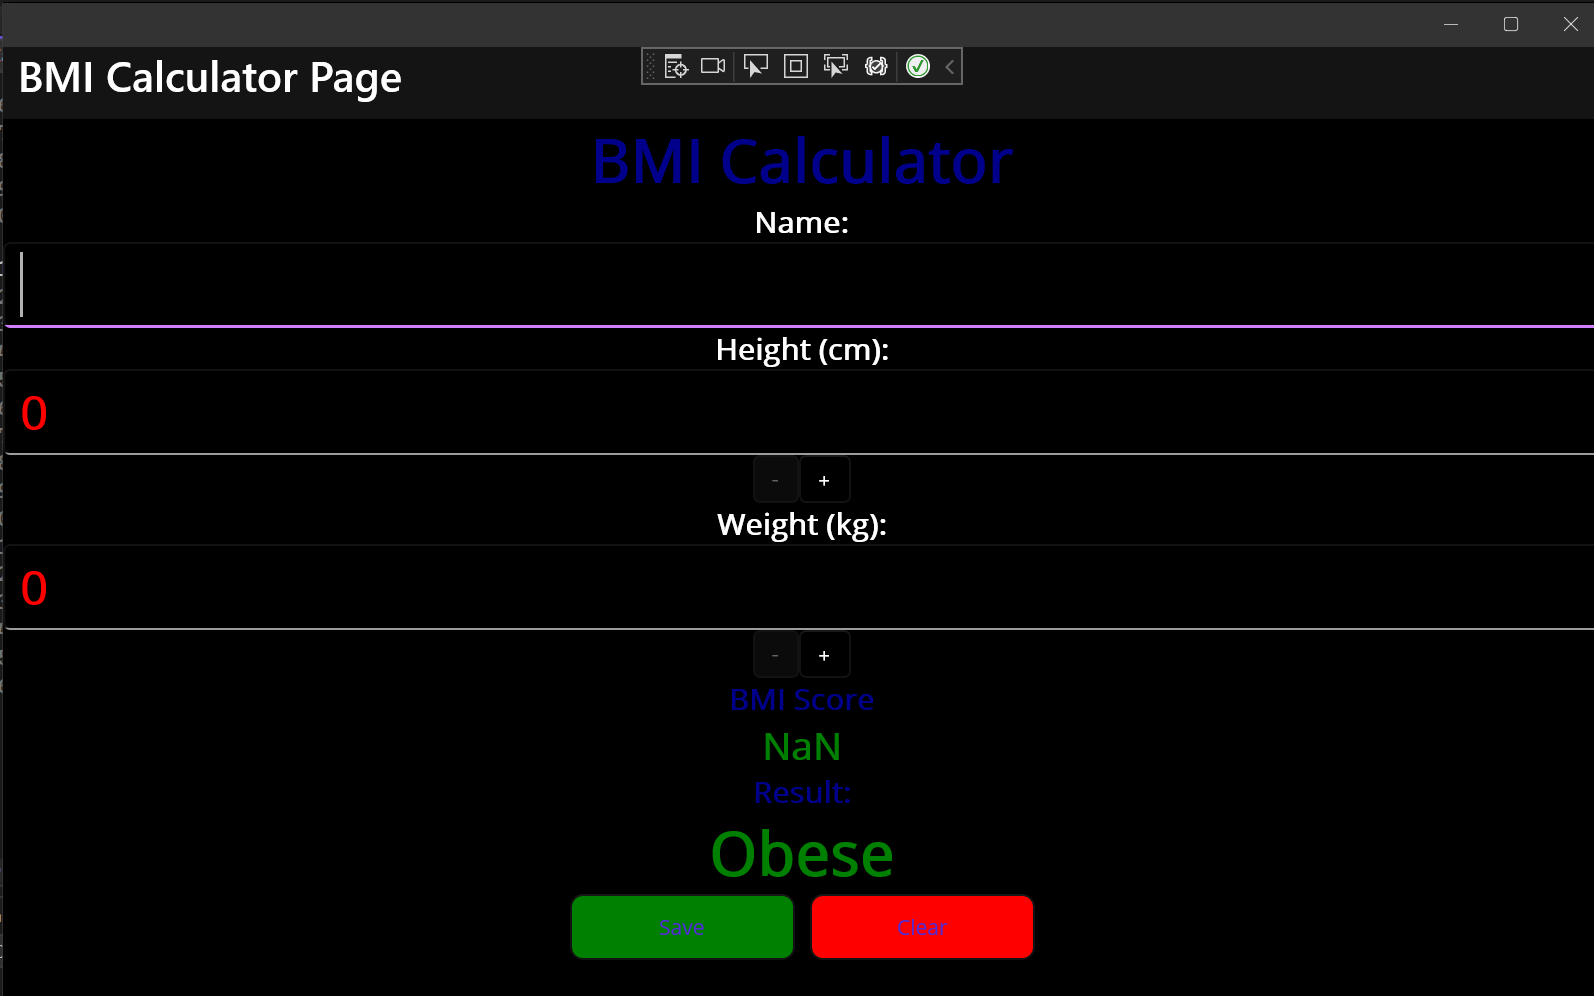 BMI Calculator Page
BMI Calculator
Name:
Height (cm):
0
- +
Weight (kg):
0
- +
BMI Score
NaN
Result:
Obese
Save Clear